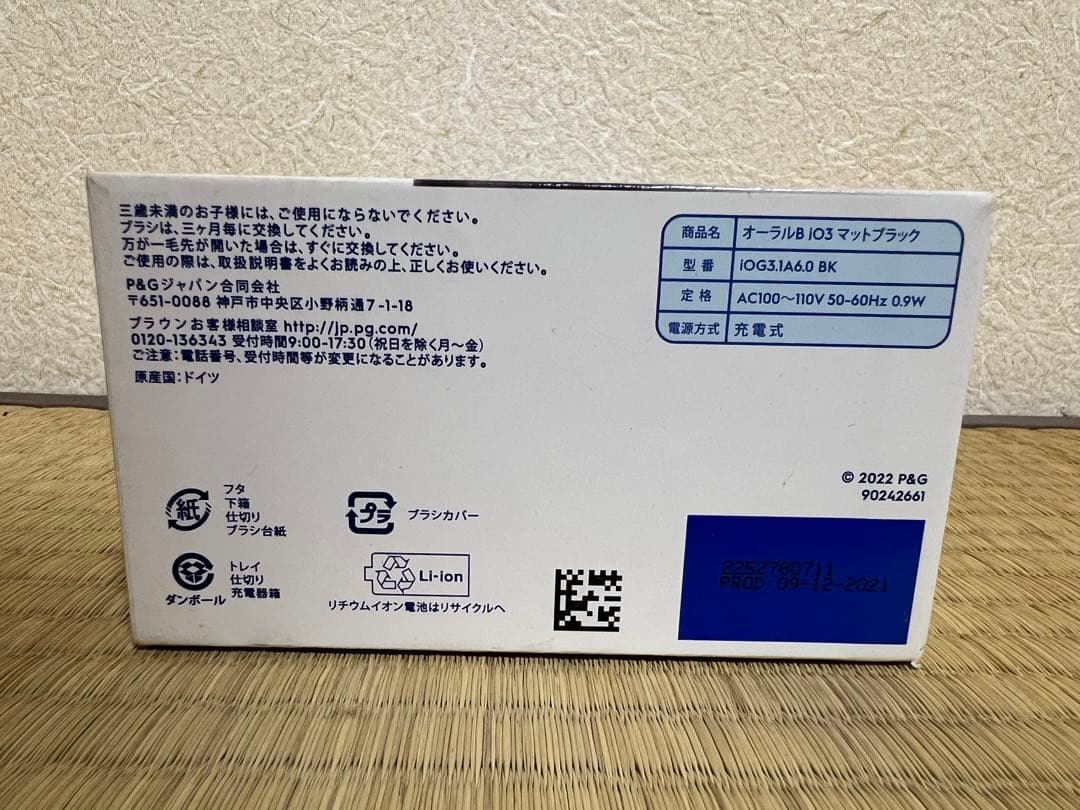 三歳未満のお子様には、ご使用にならないでください。
ブラシは、三ヶ月毎に交換してください。
万が一毛先が開いた場合は、すぐに交換してください。
ご使用の際は、取扱説明書をよくお読みの上、正しくお使いください。
P&Gジャパン合同会社
〒651-0088 神戸市中央区小野柄通7-1-18
ブラウンお客様相談室 http://jp.pg.com/
0120-136343 受付時間9:00-17:30(祝日を除く月〜金)
ご注意:電話番号、受付時間等が変更になることがあります。
原産国:ドイツ
商品名 オーラルB iO3 マットブラック
型番 iOG3.1A6.0 BK
定格 AC100〜110V 50-60Hz 0.9W
電源方式 充電式
© 2022 P&G
90242661
紙
フタ
下箱
仕切り
ブラシ台紙
プラ
ブラシカバー
ダンボール
トレイ
仕切り
充電器箱
Li-ion
リチウムイオン電池はリサイクルへ
2252780711
PROD 09-12-2021